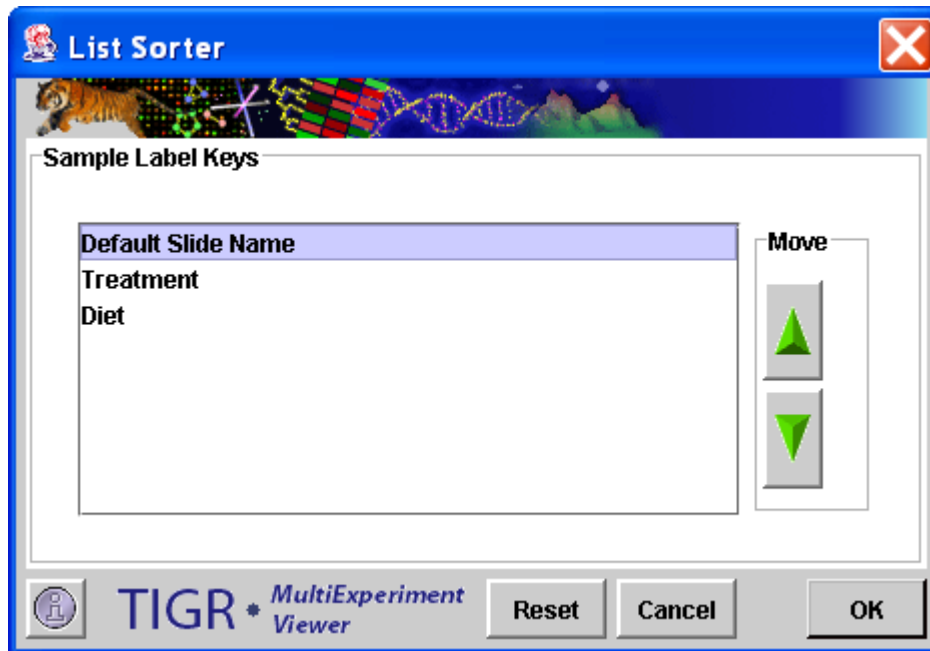 List Sorter
Sample Label Keys
Default Slide Name
Treatment
Diet
Move
TIGR * MultiExperiment
Viewer
Reset
Cancel
OK